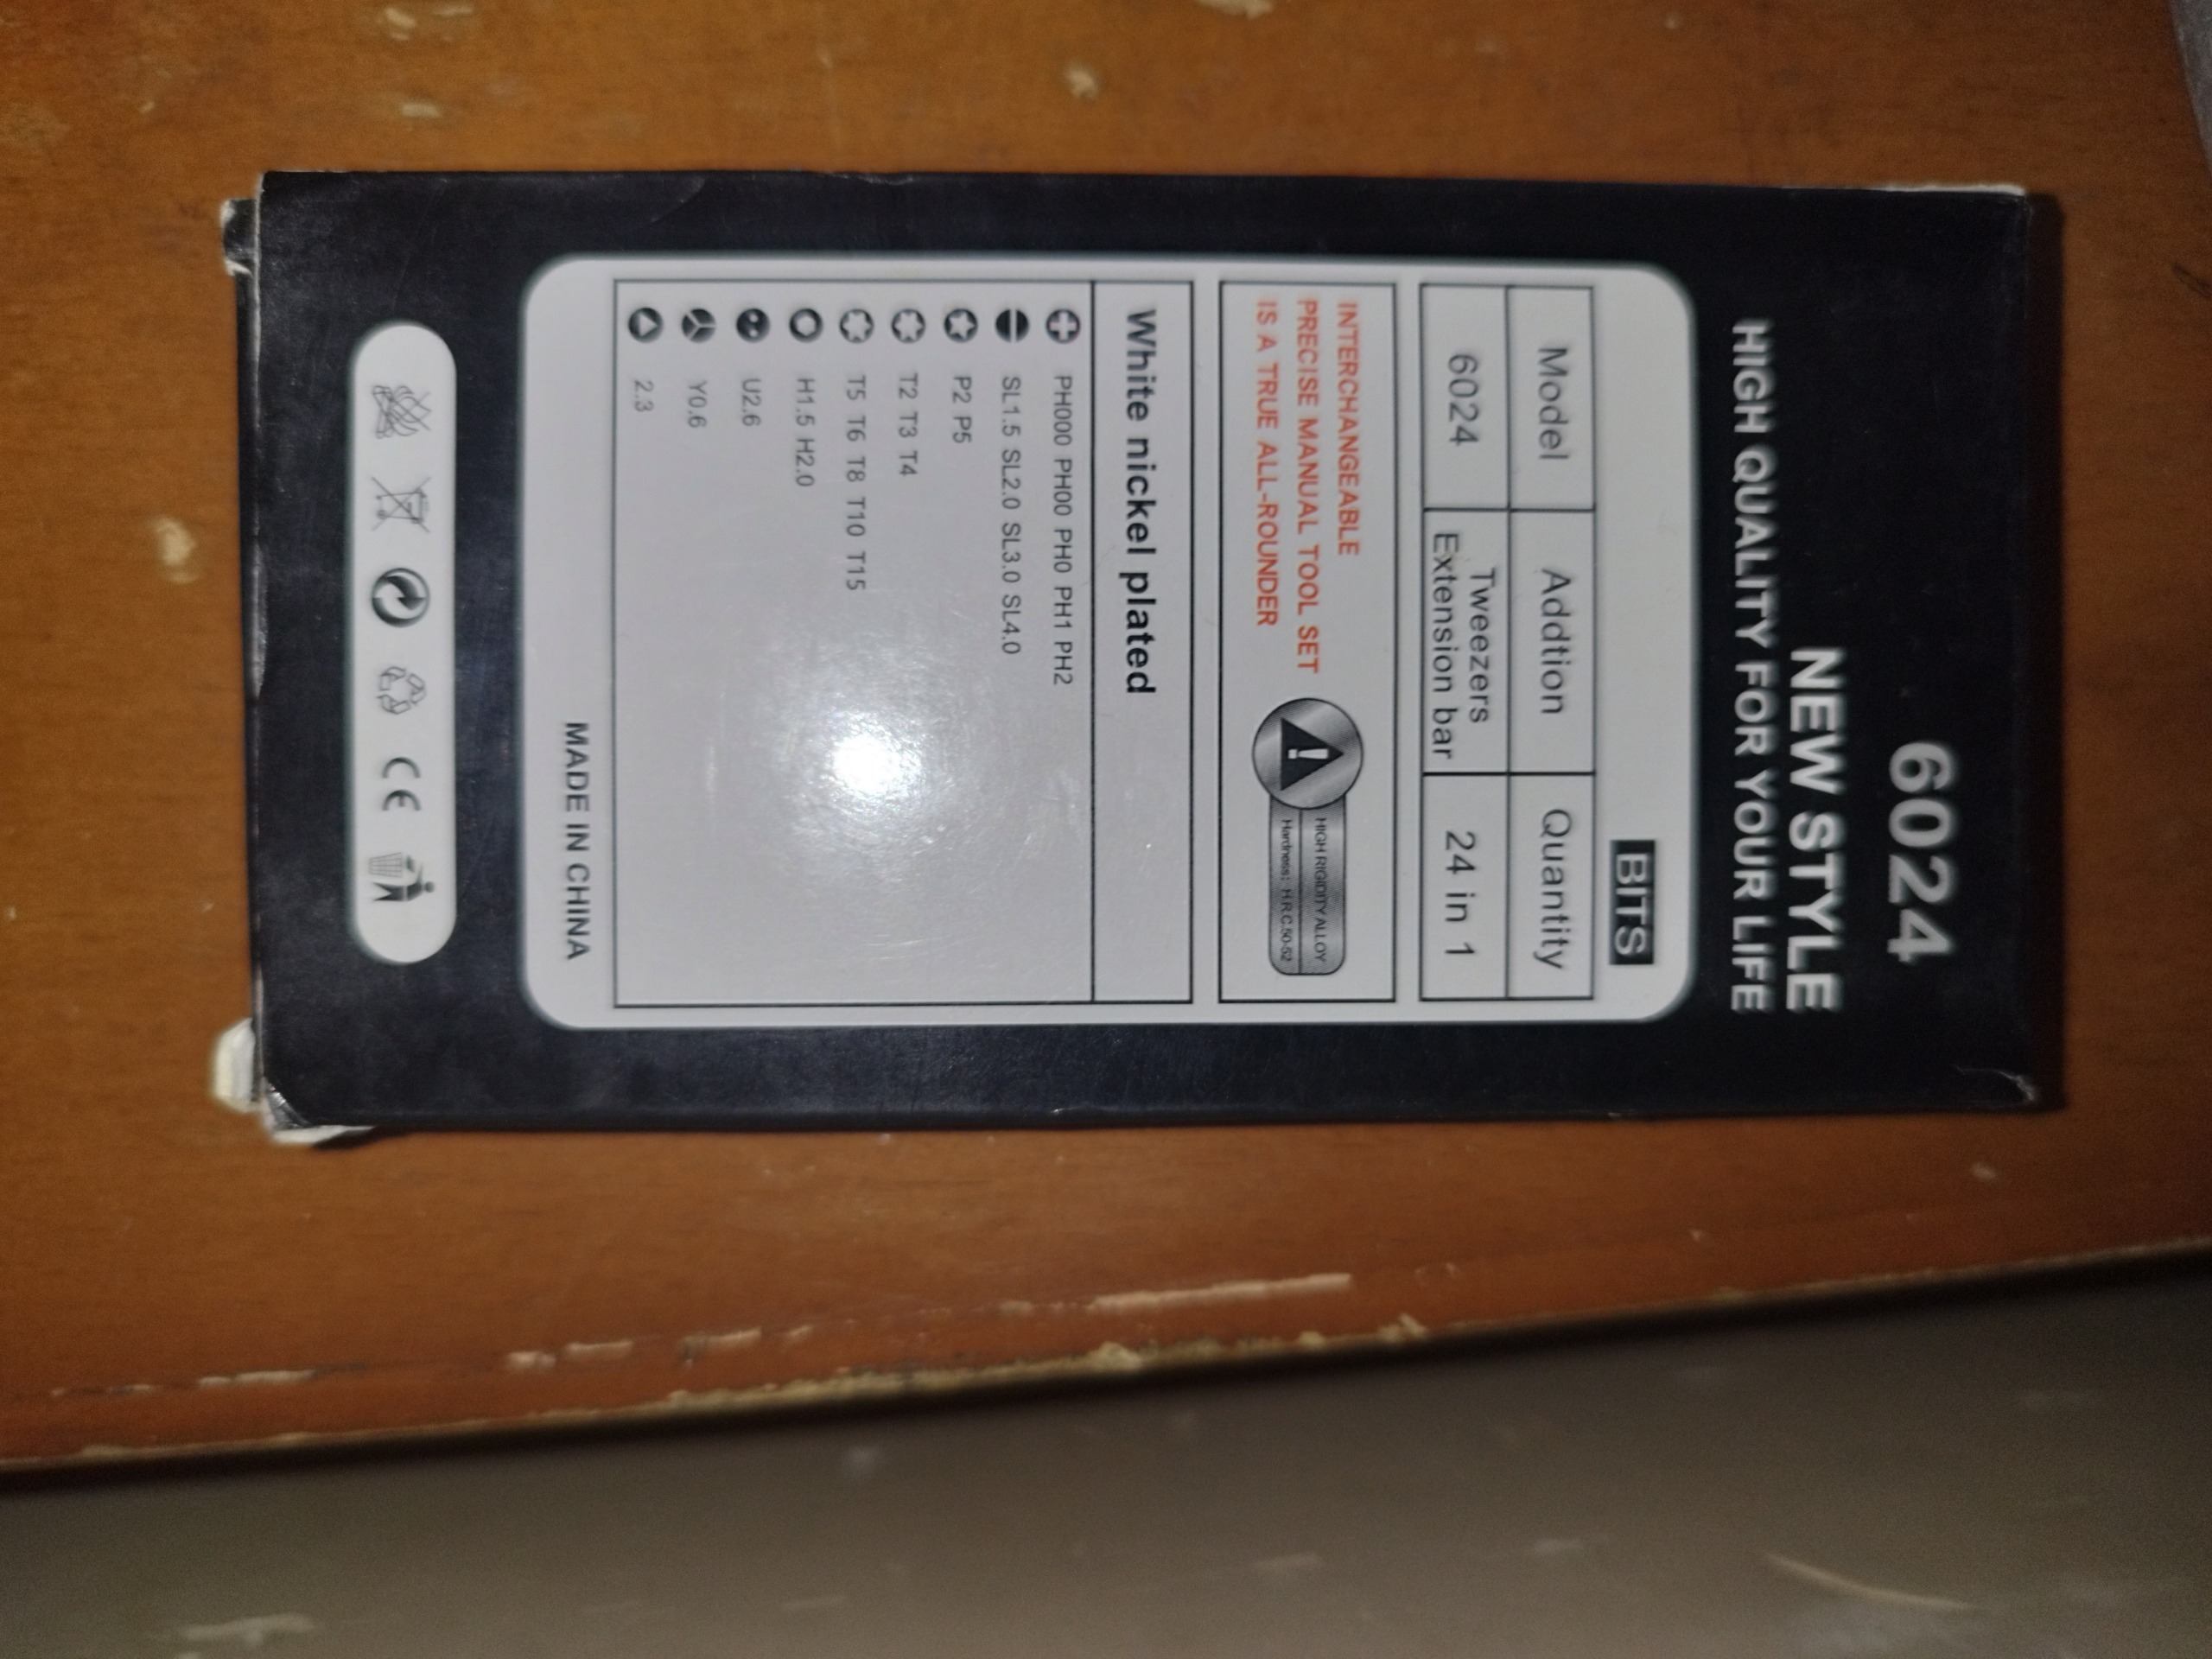 6024
NEW STYLE
HIGH QUALITY FOR YOUR LIFE
BITS
Model Addtion Quantity
6024 Tweezers Extension bar 24 in 1
INTERCHANGEABLE
PRECISE MANUAL TOOL SET
IS A TRUE ALL-ROUNDER
HIGH RIGIDITY ALLOY
Hardness: H.R.C.50-52
White nickel plated
PH000 PH00 PH0 PH1 PH2
SL1.5 SL2.0 SL3.0 SL4.0
P2 P5
T2 T3 T4
T5 T6 T8 T10 T15
H1.5 H2.0
U2.6
Y0.6
2.3
MADE IN CHINA
CE